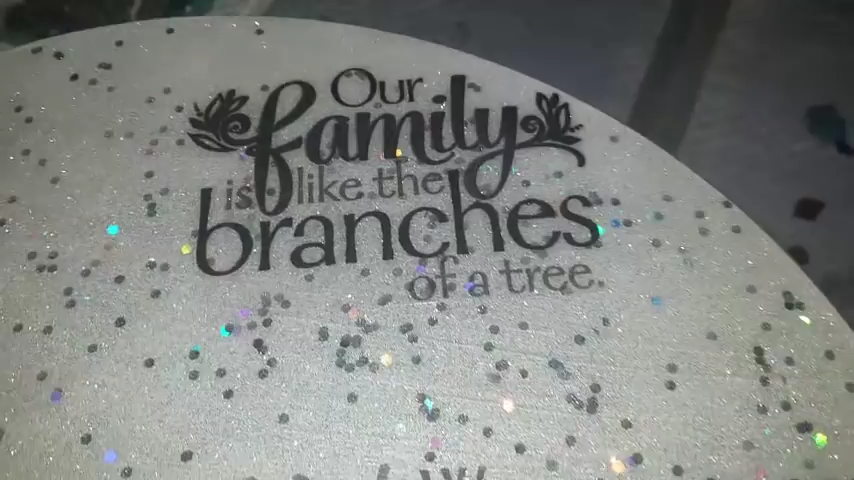 Our
family
is like the
branches
of a tree.